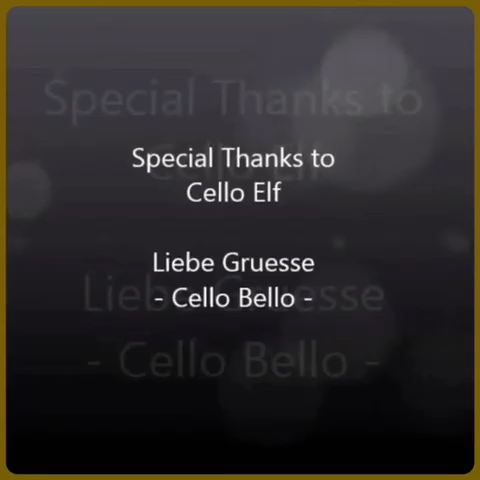 Special Thanks to
Cello Elf
Liebe Gruesse
- Cello Bello -